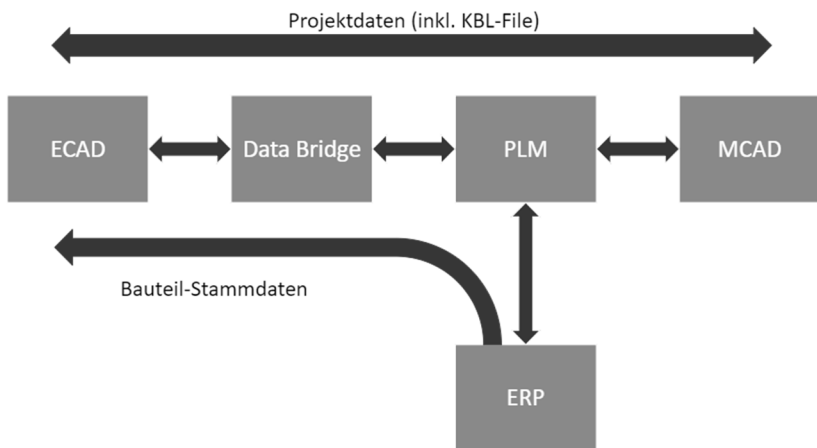 Projektdaten (inkl. KBL-File)
ECAD
Data Bridge
PLM
MCAD
Bauteil-Stammdaten
ERP